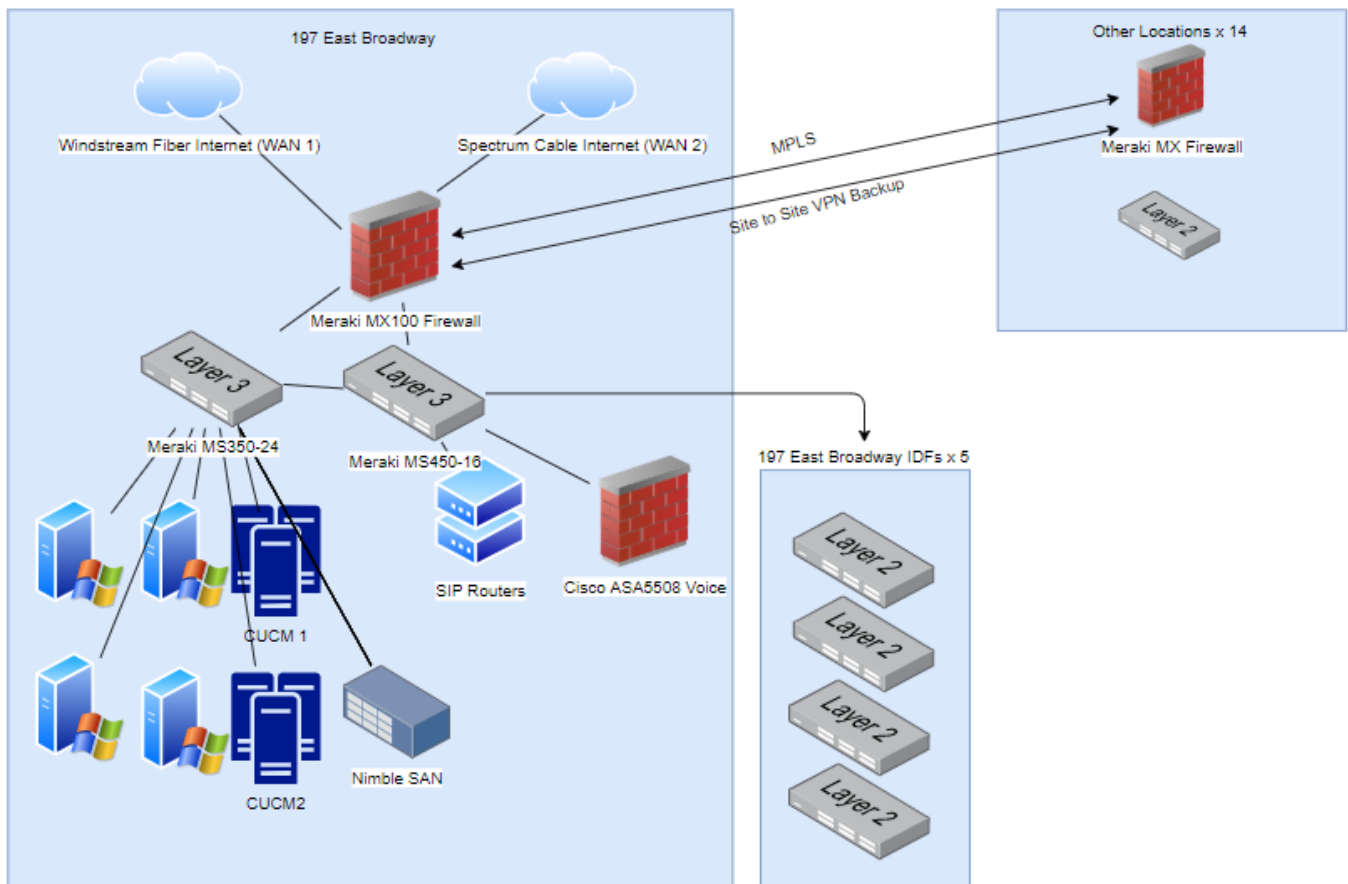 197 East Broadway
Other Locations x 14
Windstream Fiber Internet (WAN 1)
Spectrum Cable Internet (WAN 2)
MPLS
Meraki MX Firewall
Site to Site VPN Backup
Layer 2
Meraki MX100 Firewall
Layer 3
Layer 3
Meraki MS350-24
Meraki MS450-16
197 East Broadway IDFs x 5
SIP Routers
Cisco ASA5508 Voice
Layer 2
CUCM 1
Layer 2
Layer 2
Nimble SAN
CUCM2
Layer 2